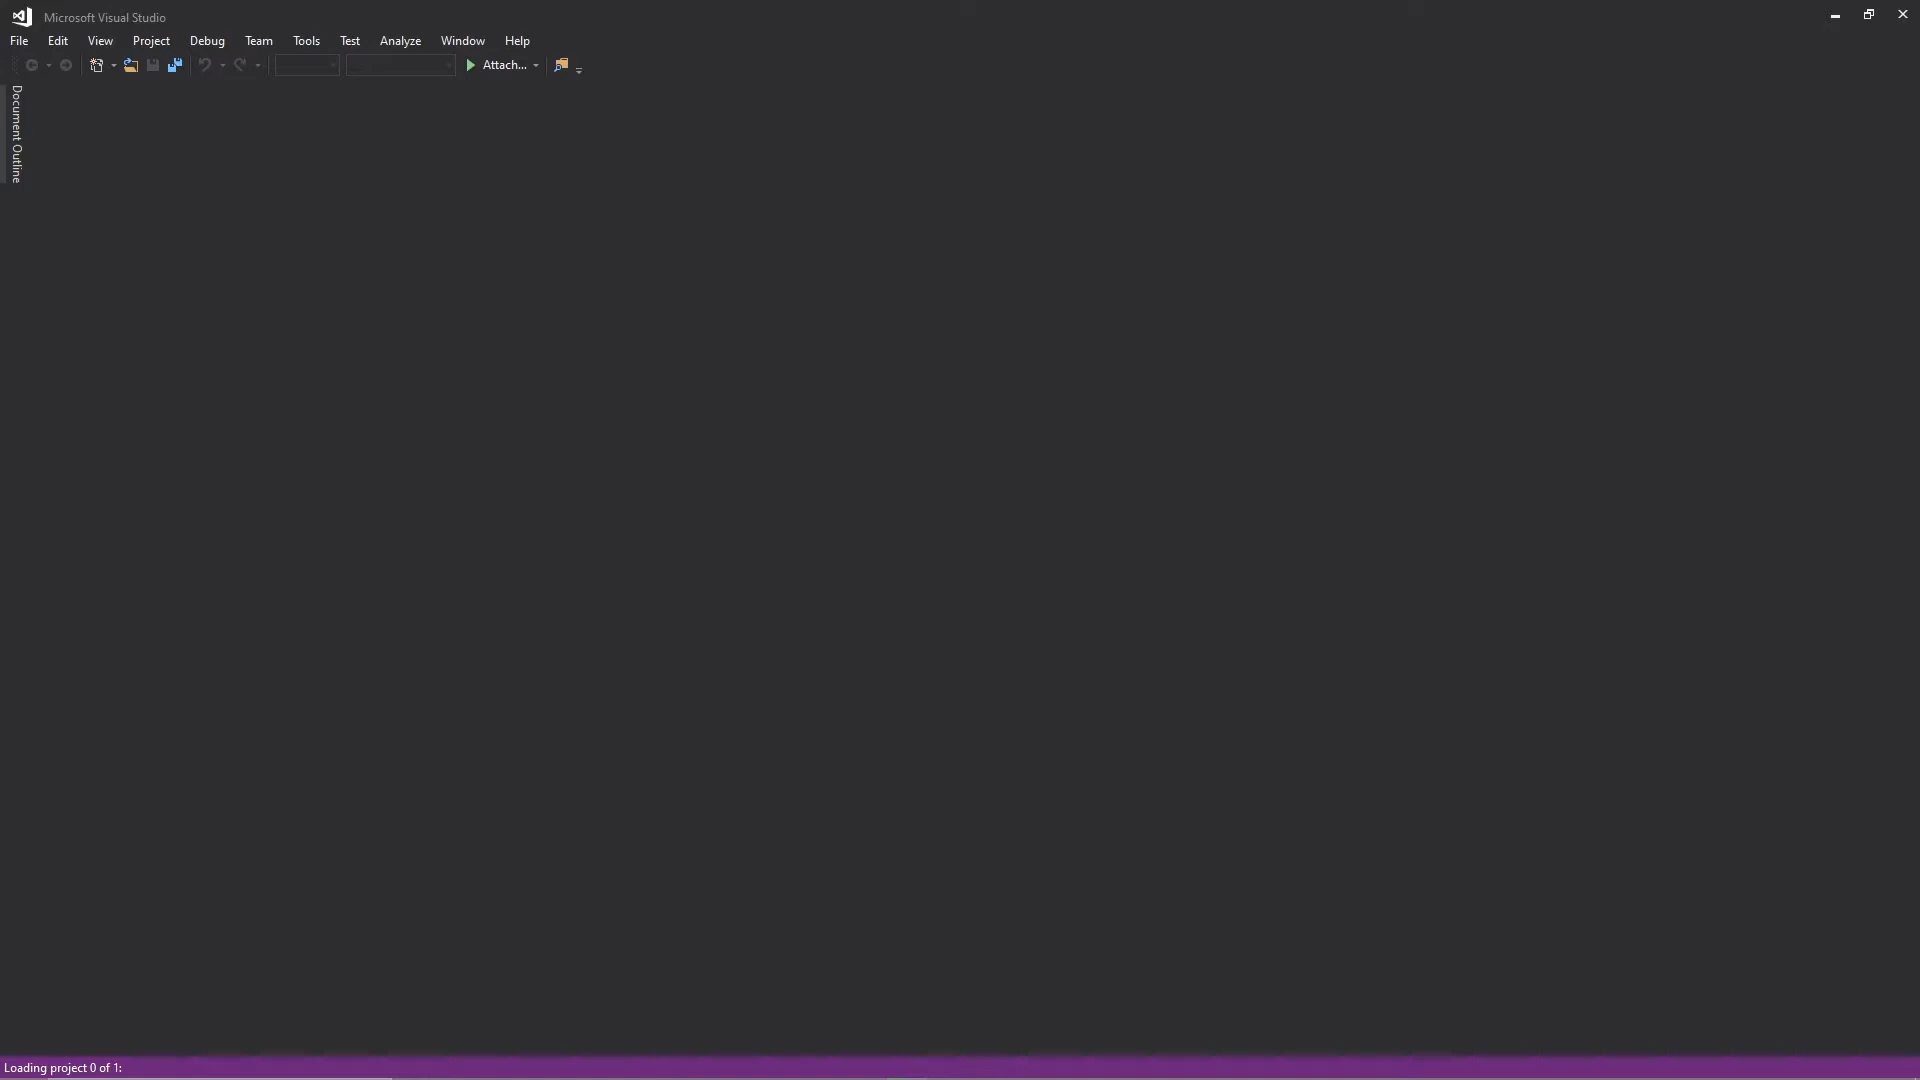 Microsoft Visual Studio
File Edit View Project Debug Team Tools Test Analyze Window Help
Attach...
Document Outline
Loading project 0 of 1: